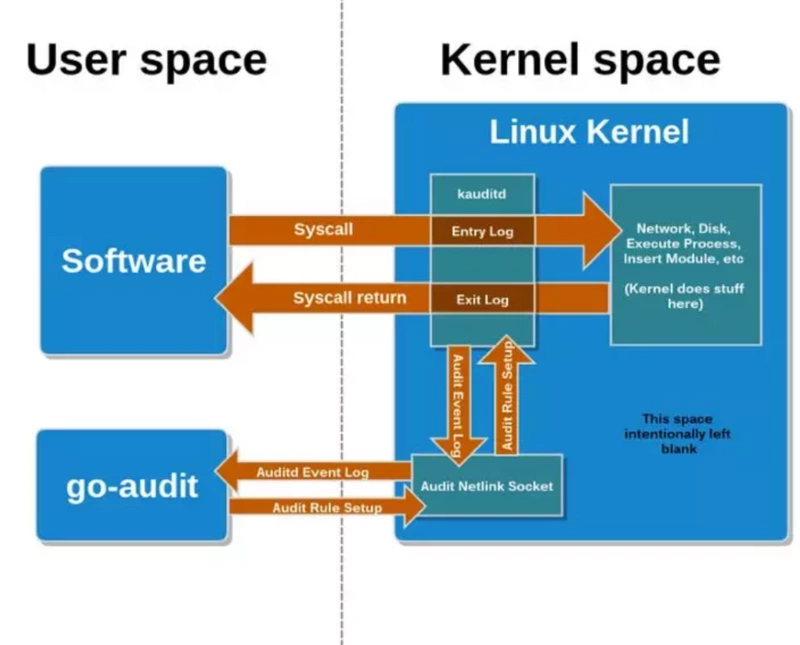 User space
Kernel space
Linux Kernel
Software
Syscall
Syscall return
kauditd
Entry Log
Exit Log
Network, Disk,
Execute Process,
Insert Module, etc
(Kernel does stuff
here)
Audit Event Log
Audit Rule Setup
This space
intentionally left
blank
go-audit
Auditd Event Log
Audit Rule Setup
Audit Netlink Socket